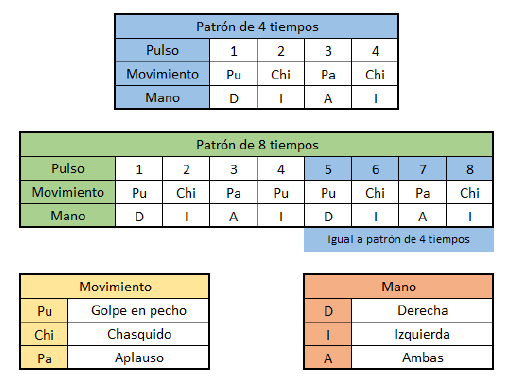 Patrón de 4 tiempos
Pulso 1 2 3 4
Movimiento Pu Chi Pa Chi
Mano D I A I
Patrón de 8 tiempos
Pulso 1 2 3 4 5 6 7 8
Movimiento Pu Chi Pa Pu Pu Chi Pa Chi
Mano D I A I D I A I
Igual a patrón de 4 tiempos
Movimiento
Pu Golpe en pecho
Chi Chasquido
Pa Aplauso
Mano
D Derecha
I Izquierda
A Ambas